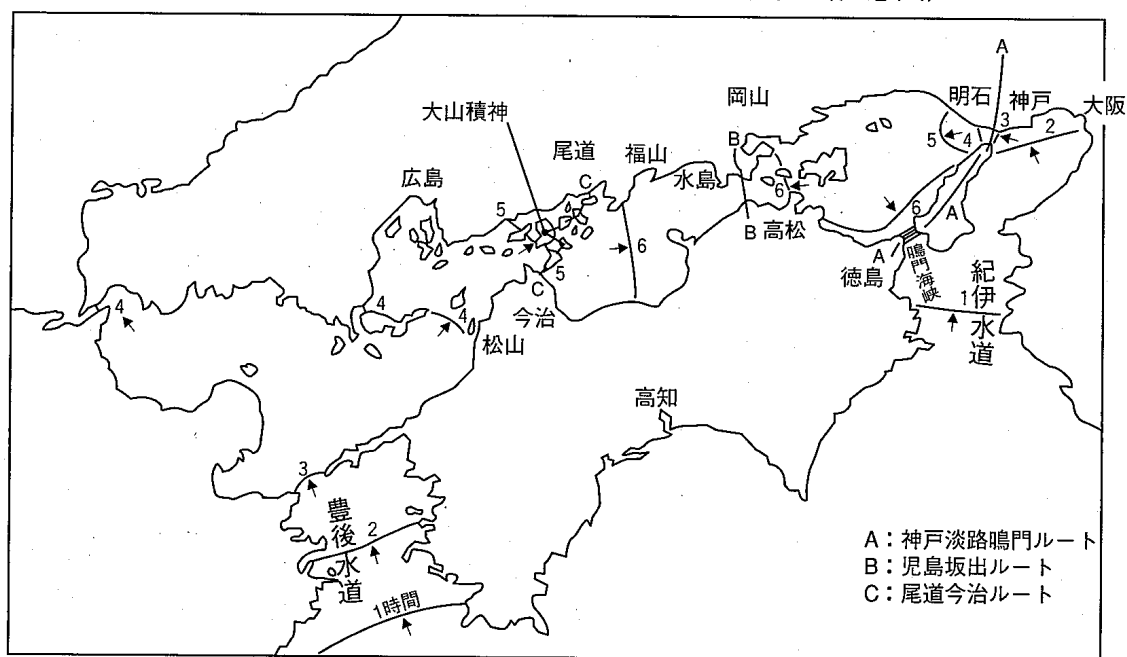 A
岡山
明石
神戸
大阪
大山積神
3
2
尾道
福山
B
5
4
広島
水島
C
6
5
6
6
A
B
高松
A
5
徳島
鳴門海峡
紀伊水道
C
4
4
4
今治
1
松山
高知
3
豊後水道
2
A:神戸淡路鳴門ルート
B:児島坂出ルート
C:尾道今治ルート
1時間